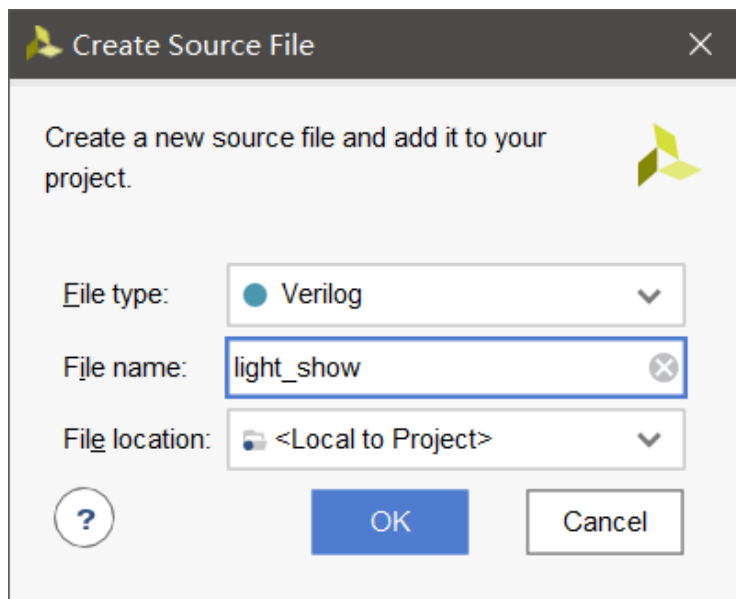 Create Source File
Create a new source file and add it to your
project.
File type: Verilog
File name: light_show
File location: <Local to Project>
? OK Cancel